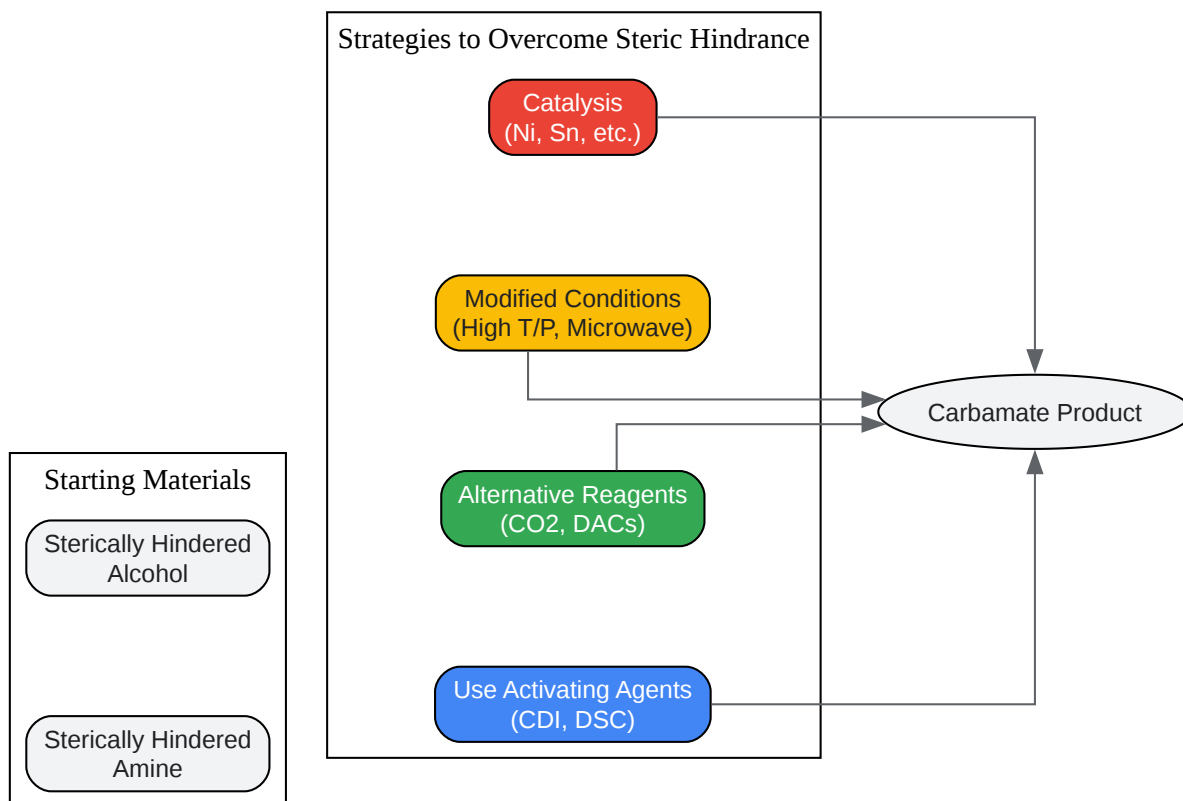 Strategies to Overcome Steric Hindrance
Catalysis
(Ni, Sn, etc.)
Modified Conditions
(High T/P, Microwave)
Carbamate Product
Starting Materials
Alternative Reagents
(CO2, DACs)
Sterically Hindered
Alcohol
Use Activating Agents
(CDI, DSC)
Sterically Hindered
Amine